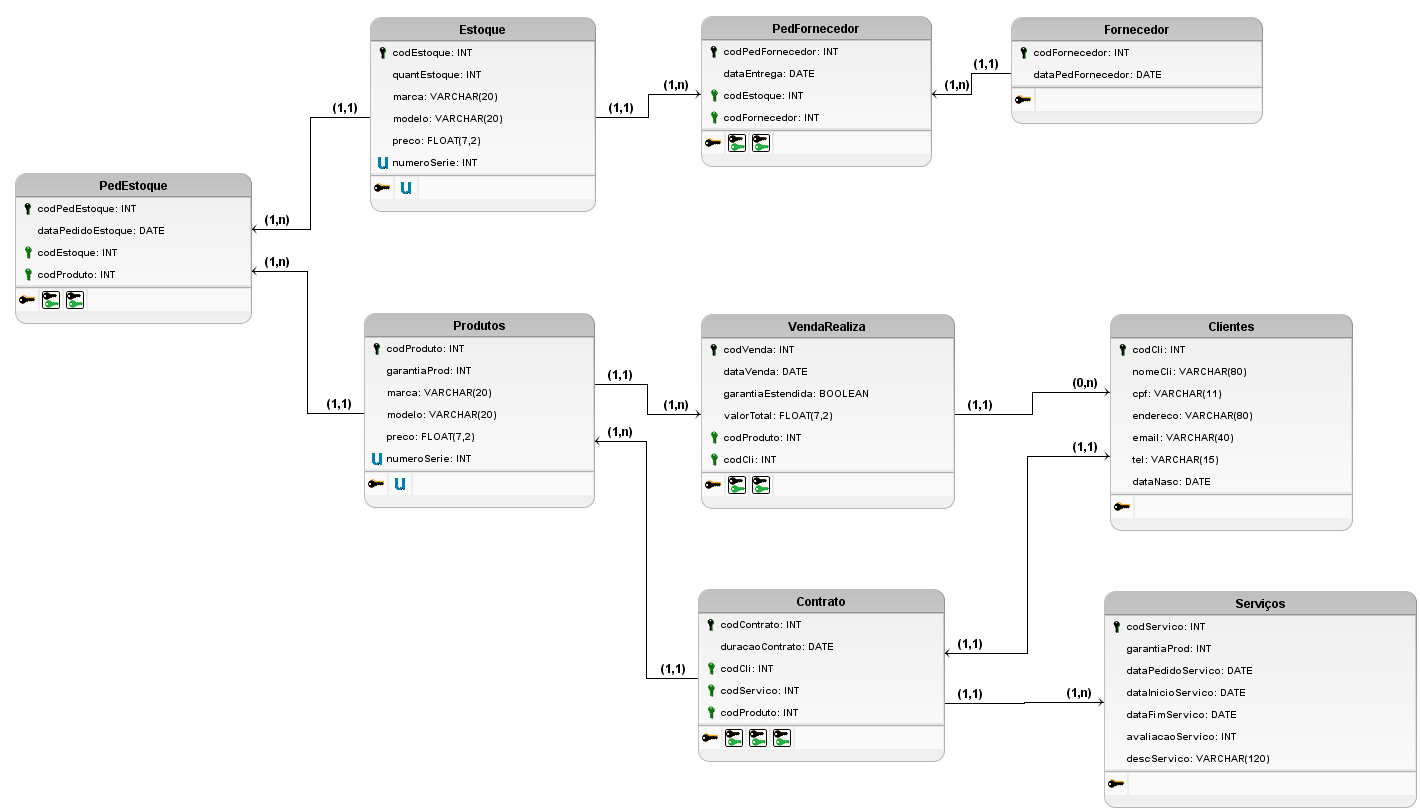 Estoque
codEstoque: INT
quantEstoque: INT
marca: VARCHAR(20)
modelo: VARCHAR(20)
preco: FLOAT(7,2)
U numeroSerie: INT
U
PedFornecedor
codPedFornecedor: INT
dataEntrega: DATE
codEstoque: INT
codFornecedor: INT
Fornecedor
codFornecedor: INT
dataPedFornecedor: DATE
(1,1)
(1,n)
(1,1)
(1,n)
(1,1)
PedEstoque
codPedEstoque: INT
dataPedidoEstoque: DATE
codEstoque: INT
codProduto: INT
(1,n)
(1,n)
(1,1)
Produtos
codProduto: INT
garantiaProd: INT
marca: VARCHAR(20)
modelo: VARCHAR(20)
preco: FLOAT(7,2)
U numeroSerie: INT
U
(1,1)
(1,n)
(1,n)
VendaRealiza
codVenda: INT
dataVenda: DATE
garantiaEstendida: BOOLEAN
valorTotal: FLOAT(7,2)
codProduto: INT
codCli: INT
(1,1)
(0,n)
(1,1)
Clientes
codCli: INT
nomeCli: VARCHAR(80)
cpf: VARCHAR(11)
endereco: VARCHAR(80)
email: VARCHAR(40)
tel: VARCHAR(15)
dataNasc: DATE
Contrato
codContrato: INT
duracaoContrato: DATE
codCli: INT
codServico: INT
codProduto: INT
(1,1)
(1,1)
(1,1)
(1,n)
Serviços
codServico: INT
garantiaProd: INT
dataPedidoServico: DATE
dataInicioServico: DATE
dataFimServico: DATE
avaliacaoServico: INT
descServico: VARCHAR(120)